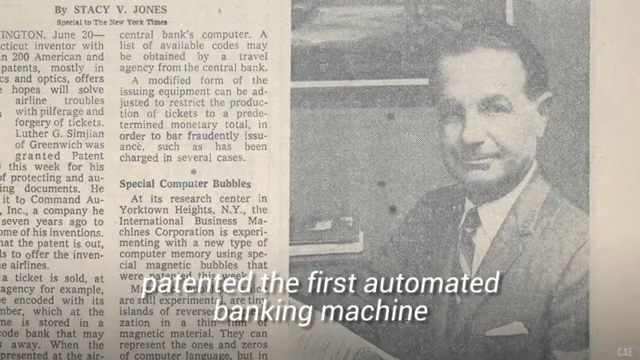 By STACY V. JONES
Special to The New York Times
INGTON, June 20—
cticut inventor with
n 200 American and
patents, mostly in
cs and optics, offers
e hopes will solve
airline troubles
with pilferage and
forgery of tickets.
Luther G. Simjian
of Greenwich was
granted Patent
this week for his
of protecting and au-
ing documents. He
it to Command Au-
, Inc., a company he
seven years ago to
ome of his inventions.
hat the patent is out,
ds to offer the inven-
e airlines.
a ticket is sold, at
agency for example,
be encoded with its
mber, which at the
me is stored in a
code bank that may
s away. When the
resented at the air-
central bank's computer. A
list of available codes may
be obtained by a travel
agency from the central bank.
A modified form of the
issuing equipment can be ad-
justed to restrict the produc-
tion of tickets to a prede-
termined monetary total, in
order to bar fraudently issu-
ance, such as has been
charged in several cases.
*
Special Computer Bubbles
At its research center in
Yorktown Heights, N.Y., the
International Business Ma-
chines Corporation is experi-
menting with a new type of
computer memory using spe-
cial magnetic bubbles that
were patented this week.
are still experimental, are tiny
islands of reversed
zation in a thin film of
magnetic material. They can
represent the ones and zeros
of computer language, but in
patented the first automated
banking machine
CAE